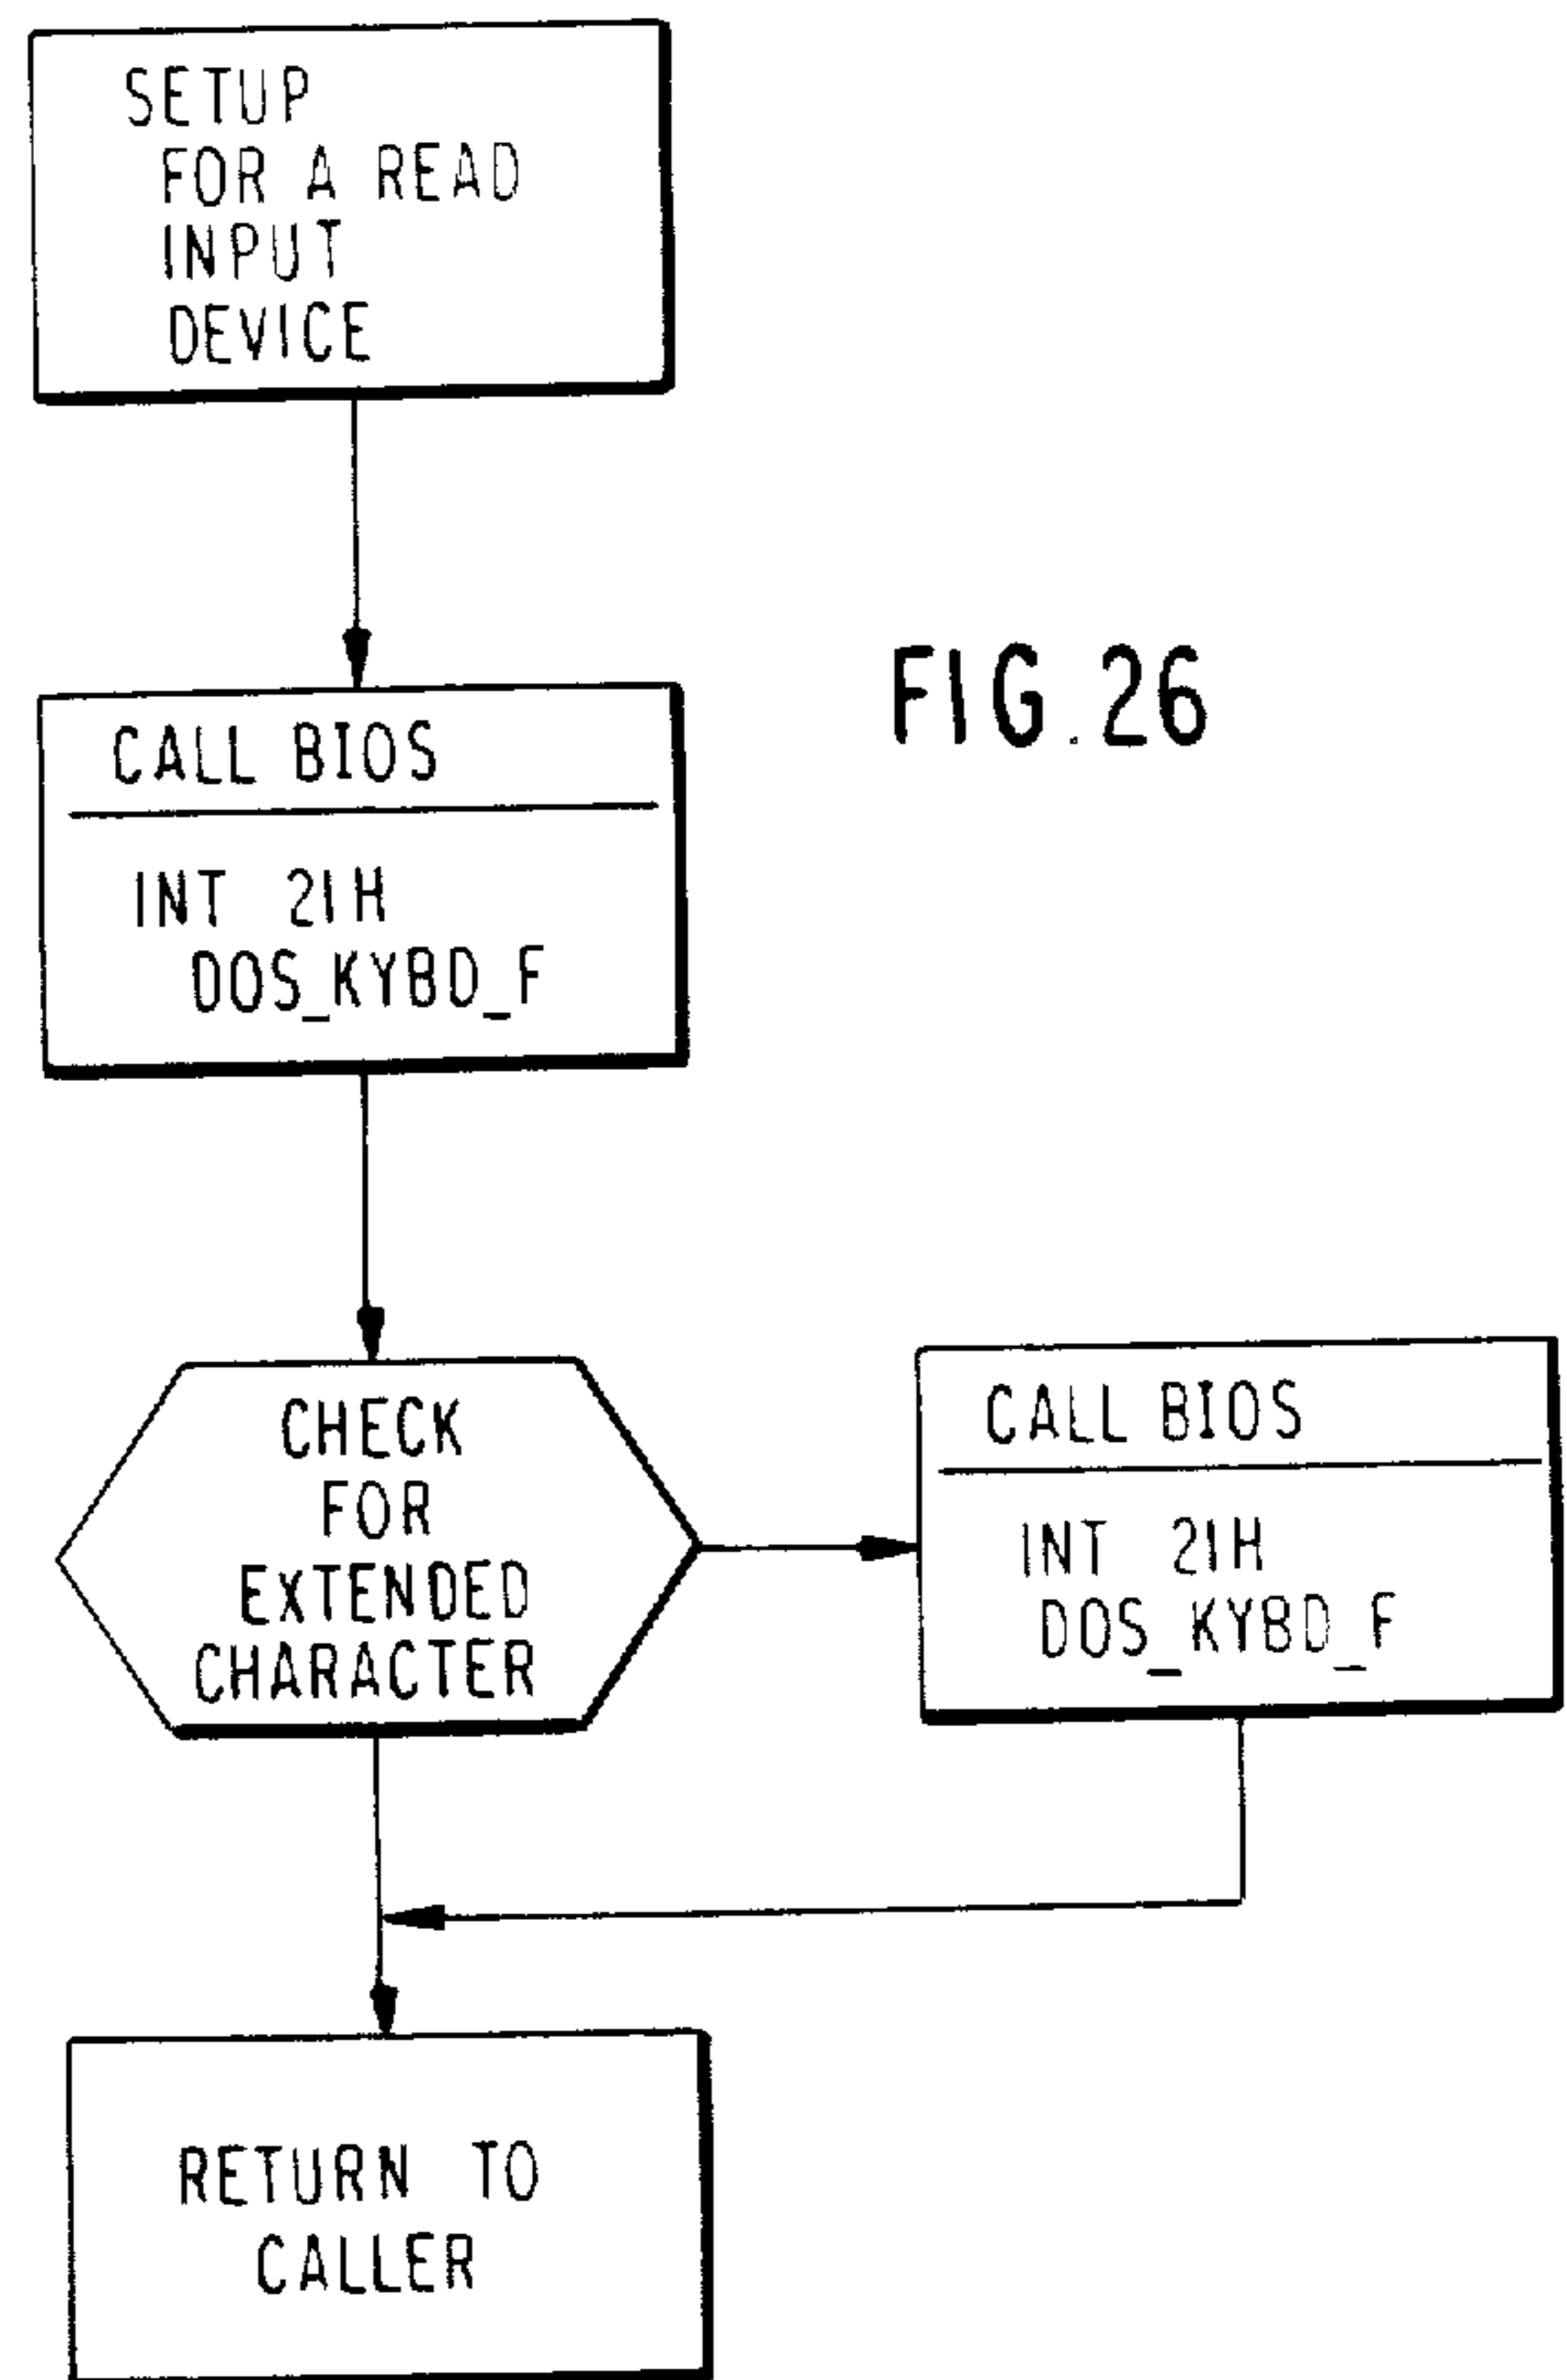 SETUP
FOR A READ
INPUT
DEVICE
FIG. 26
CALL BIOS
INT 21H
DOS_KYBD_F
CHECK
FOR
EXTENDED
CHARACTER
CALL BIOS
INT 21H
DOS_KYBD_F
RETURN TO
CALLER